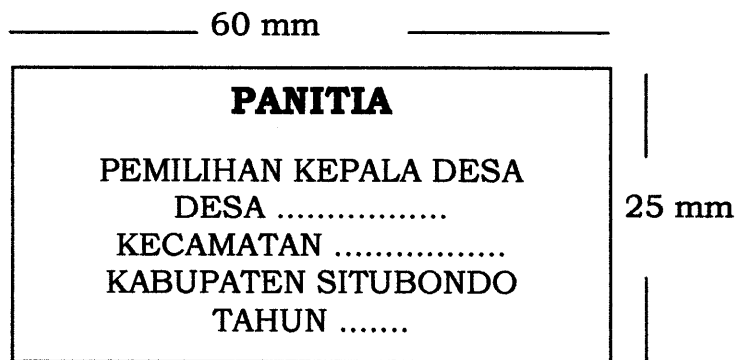 60 mm
PANITIA
PEMILIHAN KEPALA DESA
DESA .................
KECAMATAN .................
25 mm
KABUPATEN SITUBONDO
TAHUN .......